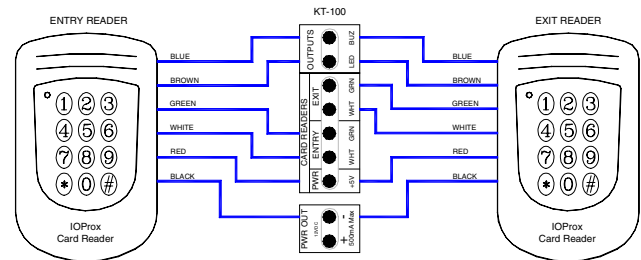 KT-100
ENTRY READER
EXIT READER
BLUE
BROWN
GREEN
WHITE
RED
BLACK
1 2 3
4 5 6
7 8 9
* 0 #
IOProx
Card Reader
OUTPUTS
BUZ
LED
CARD READERS
EXIT
GRN
WHT
ENTRY
GRN
WHT
PWR
+5V
PWR OUT
12VDC
-
+
500mA Max
BLUE
BROWN
GREEN
WHITE
RED
BLACK
1 2 3
4 5 6
7 8 9
* 0 #
IOProx
Card Reader